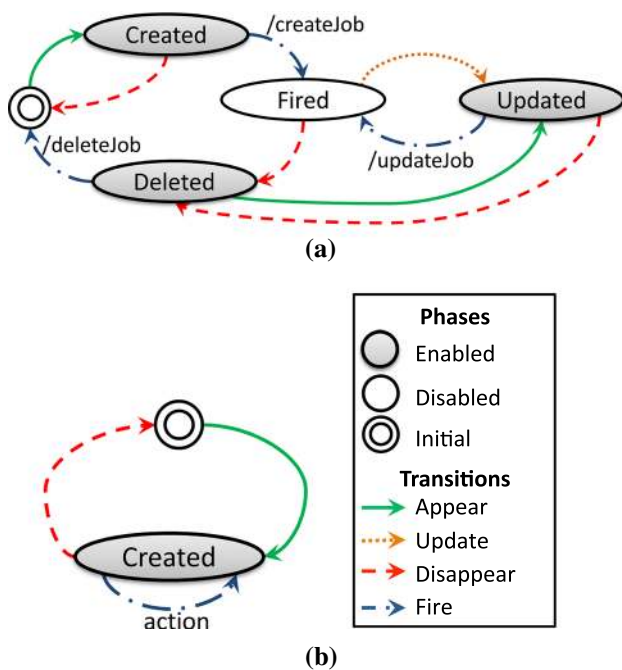 Created
/createJob
Fired
Updated
/deleteJob
/updateJob
Deleted
(a)
Phases
Enabled
Disabled
Initial
Transitions
Appear
Update
Disappear
Fire
Created
action
(b)